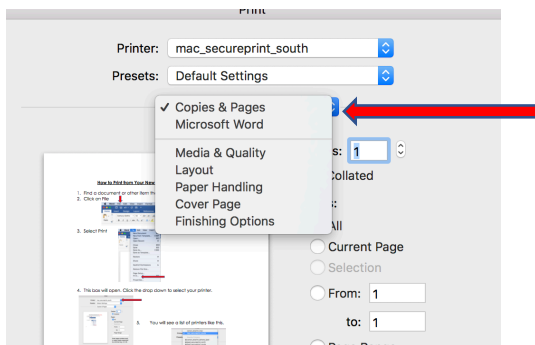 Print
Printer: mac_secureprint_south
Presets: Default Settings
✓ Copies & Pages
Microsoft Word
Media & Quality
Layout
Paper Handling
Cover Page
Finishing Options
s: 1
Collated
s:
All
Current Page
Selection
From: 1
to: 1
Page Range
How to Print from Your New
1. Find a document or other item
2. Click on File
3. Select Print
4. This box will open. Click the drop down to select your printer.
5. You will see a list of printers like this.